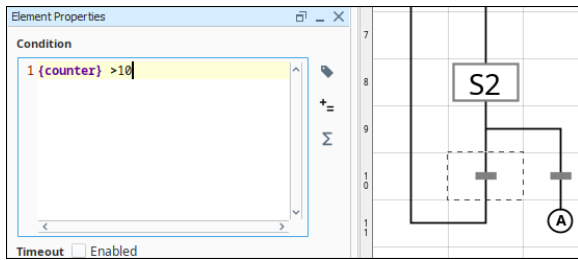 Element Properties
Condition
1 {counter} >10
Timeout Enabled
7
8
9
1
0
1
1
S2
A